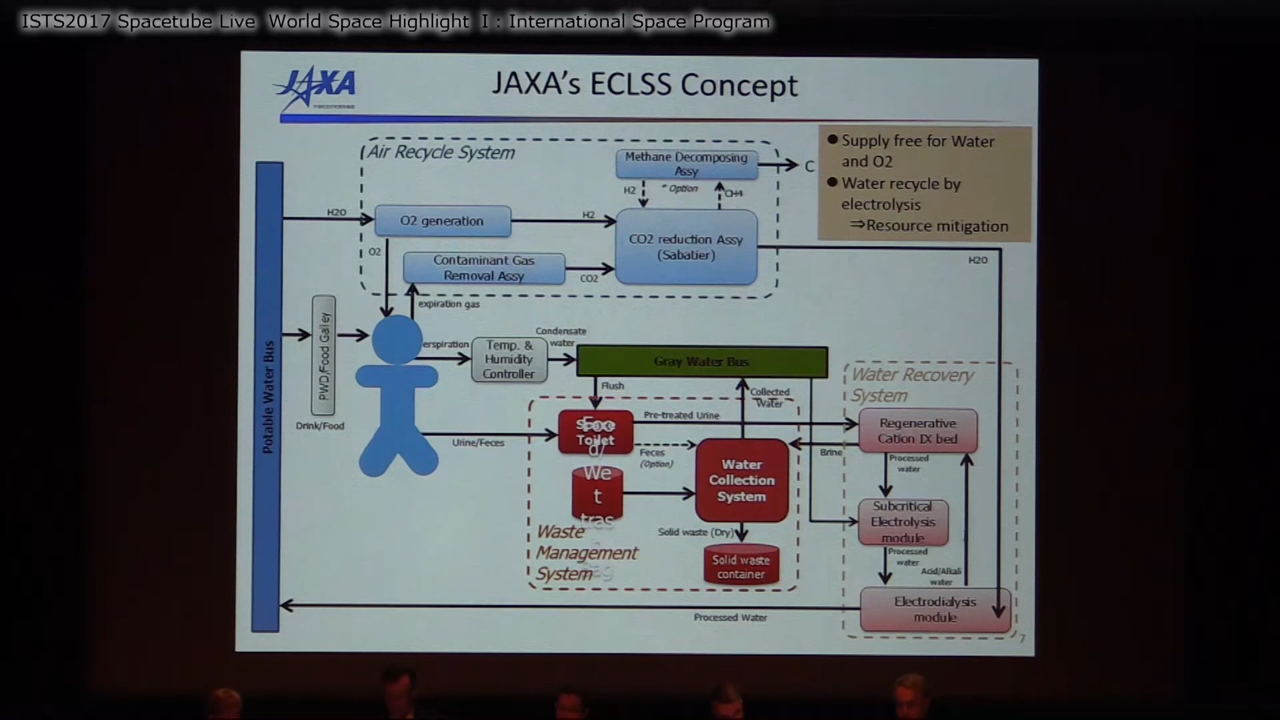 ISTS2017 Spacetube Live World Space Highlight I : International Space Program
JAXA
JAXA's ECLSS Concept
Air Recycle System
Methane Decomposing
Assy
C
● Supply free for Water
and O2
● Water recycle by
electrolysis
⇒Resource mitigation
H2
* Option
CH4
H2O
O2 generation
H2
CO2 reduction Assy
(Sabatier)
O2
Contaminant Gas
Removal Assy
CO2
H2O
expiration gas
Potable Water Bus
PWD/Food Galley
Drink/Food
erspiration
Temp. &
Humidity
Controller
Condensate
water
Gray Water Bus
Flush
Collected
Water
Water Recovery
System
Space
Toilet
Pre-treated Urine
Regenerative
Cation IX bed
Urine/Feces
Feces
(Option)
Brine
We
t
tras
Water
Collection
System
Processed
water
Subcritical
Electrolysis
module
Waste
Management
System
Solid waste (Dry)
Solid waste
container
Processed
water
Acid/Alkali
water
Electrodialysis
module
Processed Water
7